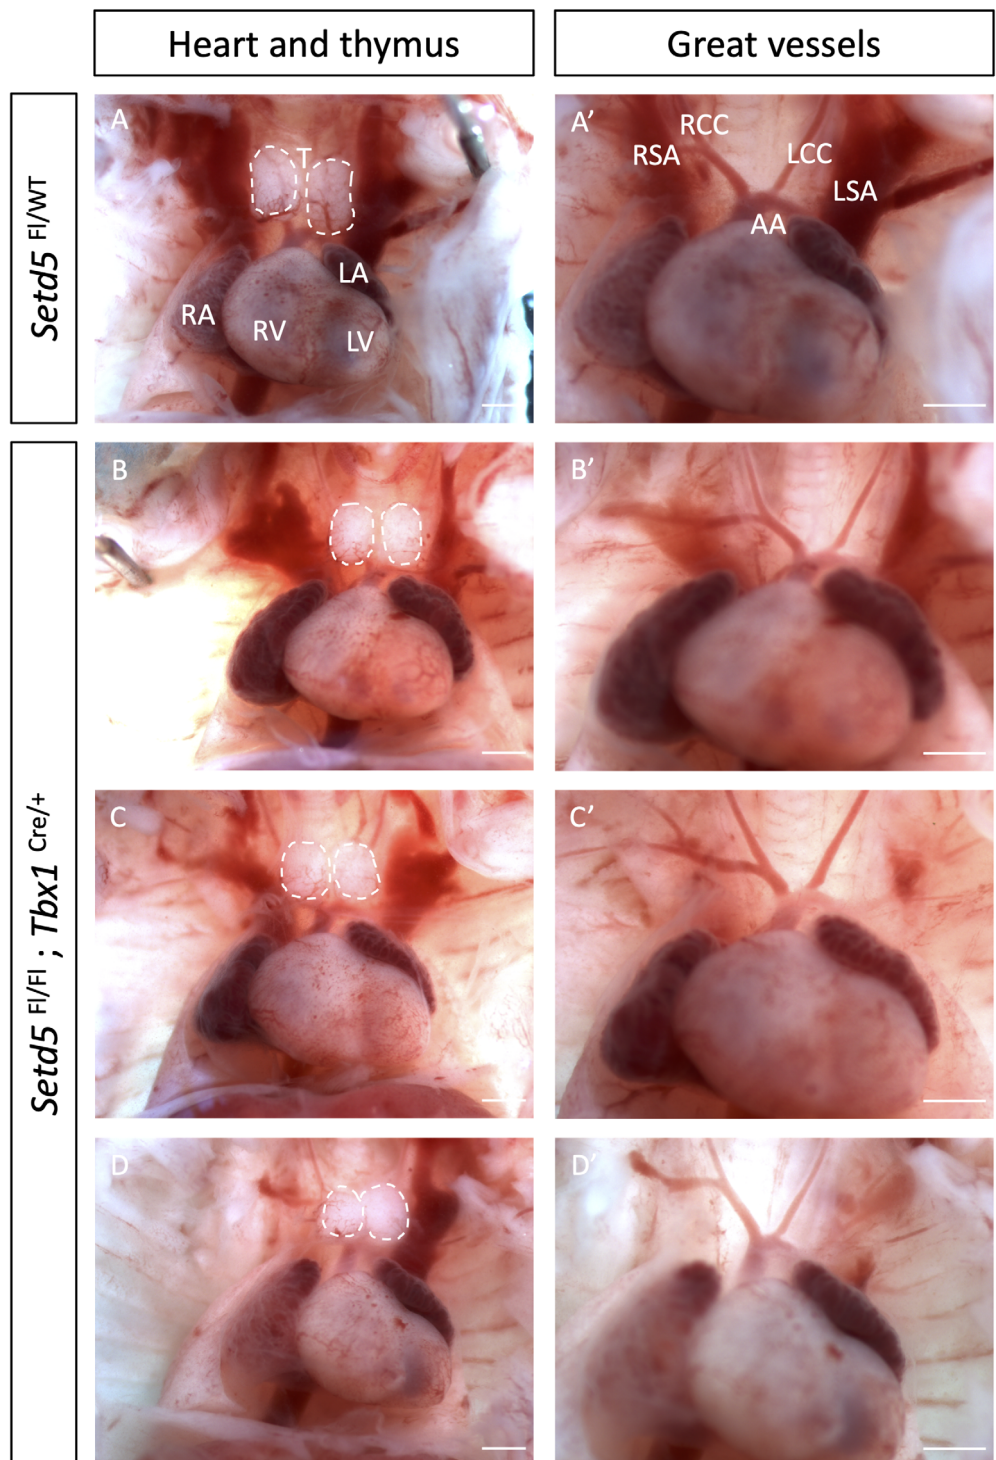 Heart and thymus
Great vessels
Setd5 Fl/WT
A
T
RA
RV
LA
LV
A’
RCC
RSA
LCC
LSA
AA
Setd5 Fl/Fl ; Tbx1 Cre/+
B
B’
C
C’
D
D’